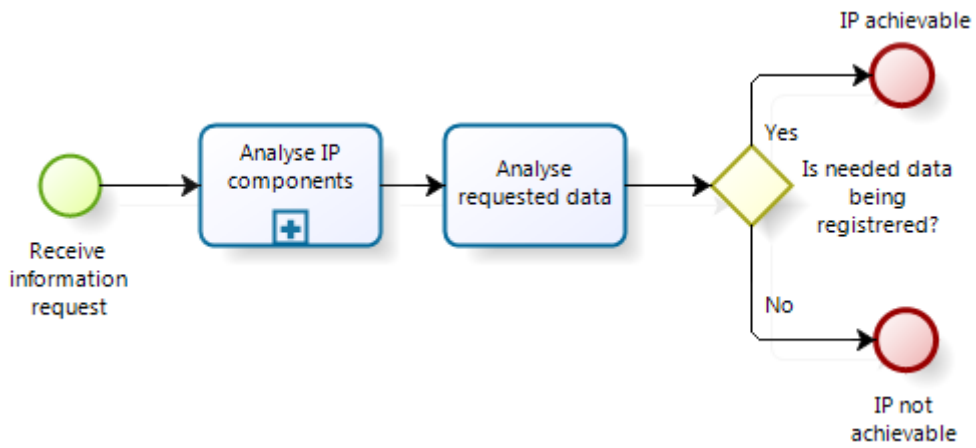 Receive
information
request
Analyse IP
components
Analyse
requested data
Is needed data
being
registrered?
Yes
IP achievable
No
IP not
achievable